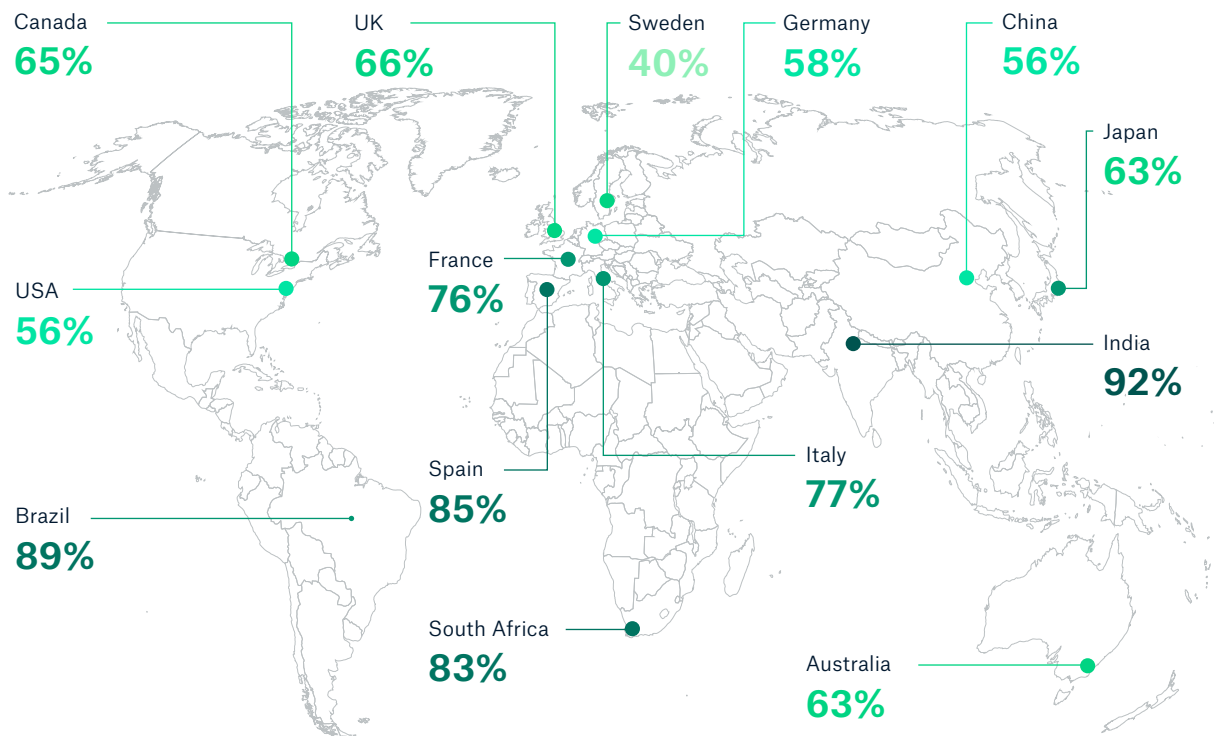 Canada
65%
UK
66%
Sweden
40%
Germany
58%
China
56%
Japan
63%
USA
56%
France
76%
India
92%
Spain
85%
Italy
77%
Brazil
89%
South Africa
83%
Australia
63%